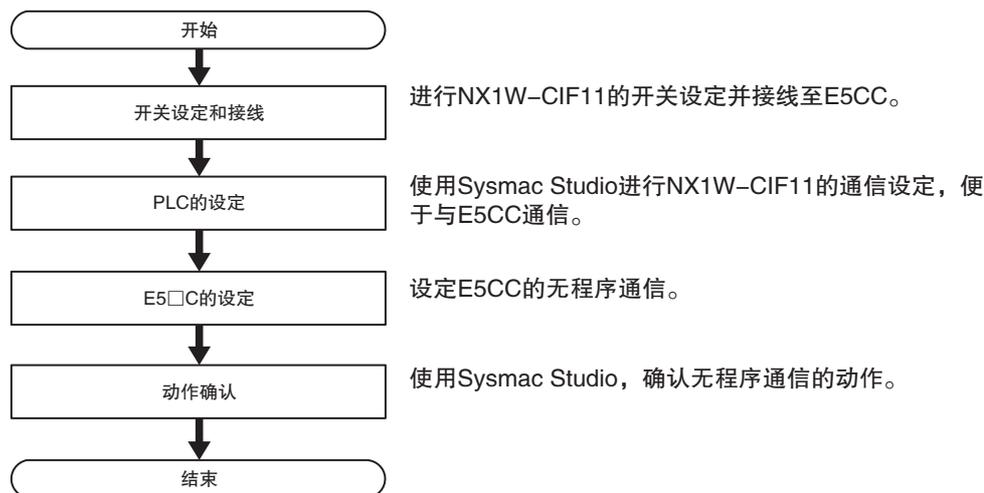 开始
开关设定和接线
进行NX1W–CIF11的开关设定并接线至E5CC。
PLC的设定
使用Sysmac Studio进行NX1W–CIF11的通信设定，便
于与E5CC通信。
E5□C的设定
设定E5CC的无程序通信。
动作确认
使用Sysmac Studio，确认无程序通信的动作。
结束